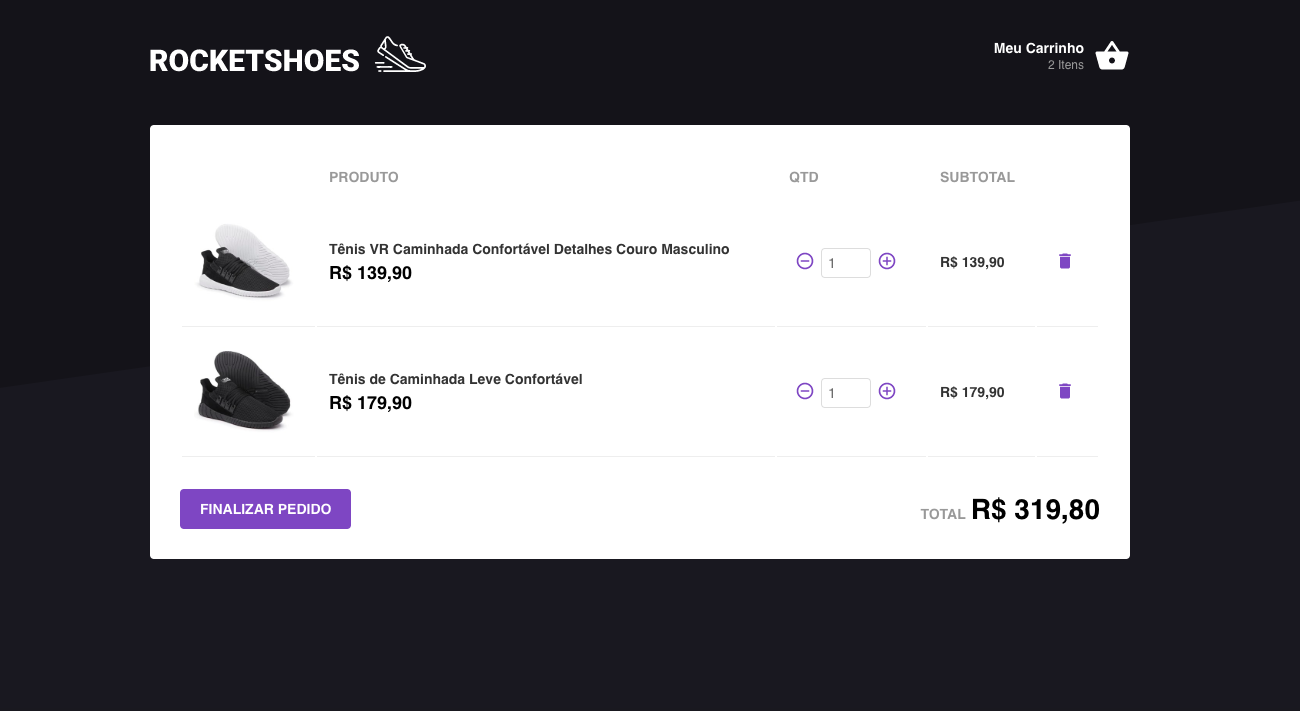 ROCKETSHOES
Meu Carrinho
2 Itens
PRODUTO QTD SUBTOTAL
Tênis VR Caminhada Confortável Detalhes Couro Masculino
R$ 139,90
1
R$ 139,90
Tênis de Caminhada Leve Confortável
R$ 179,90
1
R$ 179,90
FINALIZAR PEDIDO
TOTAL R$ 319,80